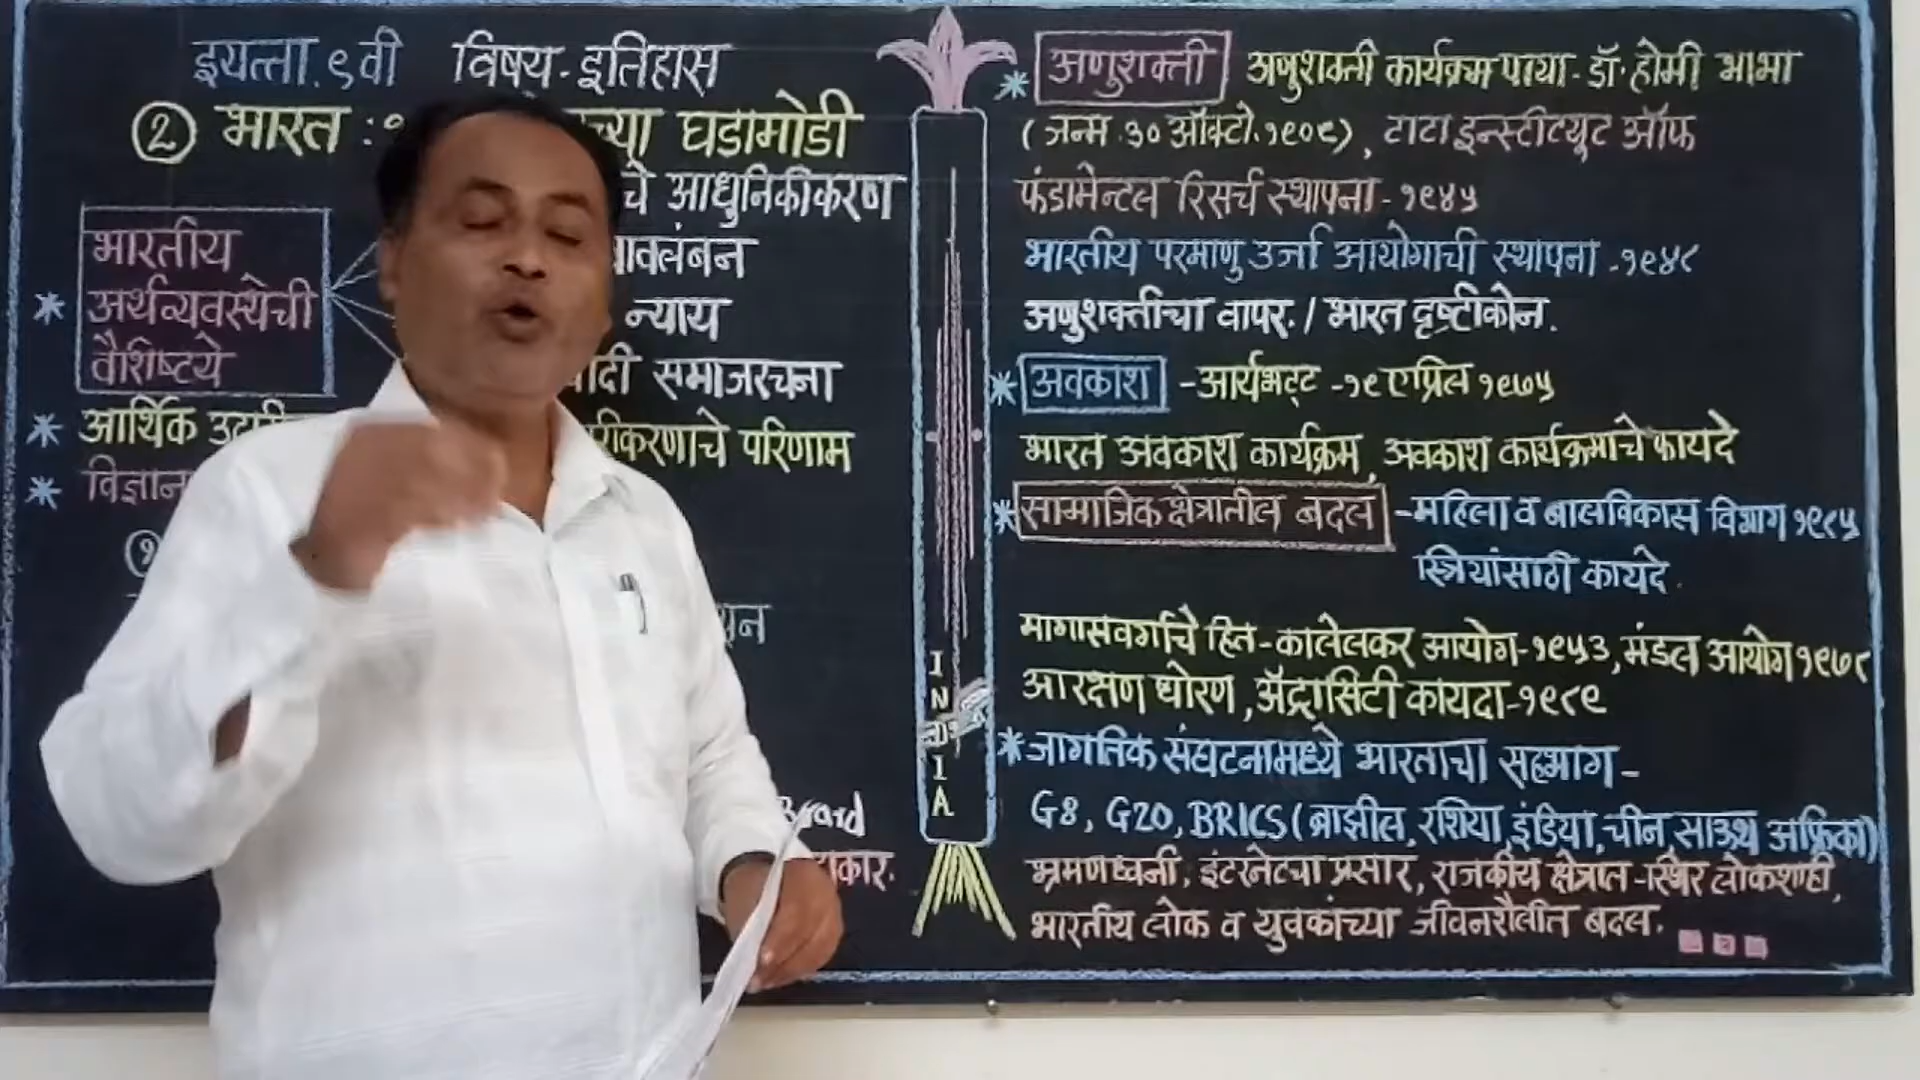 इयत्ता. ९वी विषय - इतिहास
② भारत : च्या घडामोडी
चे आधुनिकीकरण
भारतीय
अर्थव्यवस्थेची
वैशिष्टये
न्याय
समाजरचना
* आर्थिक रीकरणाचे परिणाम
* विज्ञान
Board
* अणुशक्ती अणुशक्ती कार्यक्रम पाया - डॉ. होमी भाभा
( जन्म .३० ऑक्टो. १९०९), टाटा इन्स्टीटयुट ऑफ
फंडामेन्टल रिसर्च स्थापना - १९४५
भारतीय परमाणु उर्जा आयोगाची स्थापना - १९४८
अणुशक्तीचा वापर. / भारत दृष्टीकोन.
* अवकाश - आर्यभट्ट - १९ एप्रिल १९७५
भारत अवकाश कार्यक्रम, अवकाश कार्यक्रमाचे फायदे
* सामाजिक क्षेत्रातील बदल - महिला व बालविकास विभाग १९८५
स्त्रियांसाठी कायदे.
मागासवर्गाचे हित - कालेलकर आयोग - १९५३, मंडल आयोग १९७८
आरक्षण धोरण, ॲट्रासिटी कायदा - १९८९
* जागतिक संघटनामध्ये भारताचा सहभाग -
G8, G20, BRICS ( ब्राझील, रशिया, इंडिया, चीन, साऊथ अफ्रिका)
भ्रमणध्वनी, इंटरनेटचा प्रसार, राजकीय क्षेत्रात - स्थिर लोकशाही,
भारतीय लोक व युवकांच्या जीवनशैलीत बदल.
INDIA